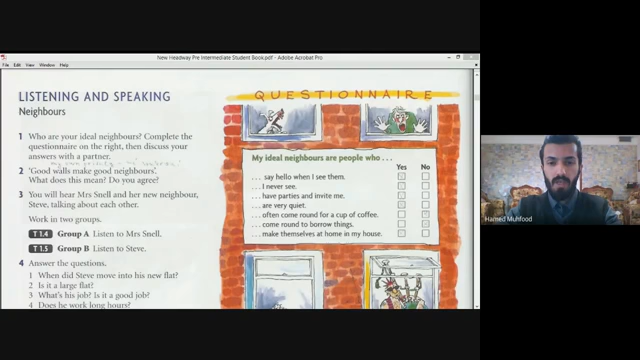 New Headway Pre Intermediate Student Book.pdf - Adobe Acrobat Pro
File Edit View Window Help
LISTENING AND SPEAKING
Neighbours
1 Who are your ideal neighbours? Complete
the questionnaire on the right, then discuss your
answers with a partner.
2 ‘Good walls make good neighbours’.
What does this mean? Do you agree?
3 You will hear Mrs Snell and her new neighbour,
Steve, talking about each other.
Work in two groups.
T 1.4 Group A Listen to Mrs Snell.
T 1.5 Group B Listen to Steve.
4 Answer the questions.
1 When did Steve move into his new flat?
2 Is it a large flat?
3 What's his job? Is it a good job?
4 Does he work long hours?
QUESTIONNAIRE
My ideal neighbours are people who . . .
Yes No
. . . say hello when I see them.
. . . I never see.
. . . have parties and invite me.
. . . are very quiet.
. . . often come round for a cup of coffee.
. . . come round to borrow things.
. . . make themselves at home in my house.
Hamed Muhfood